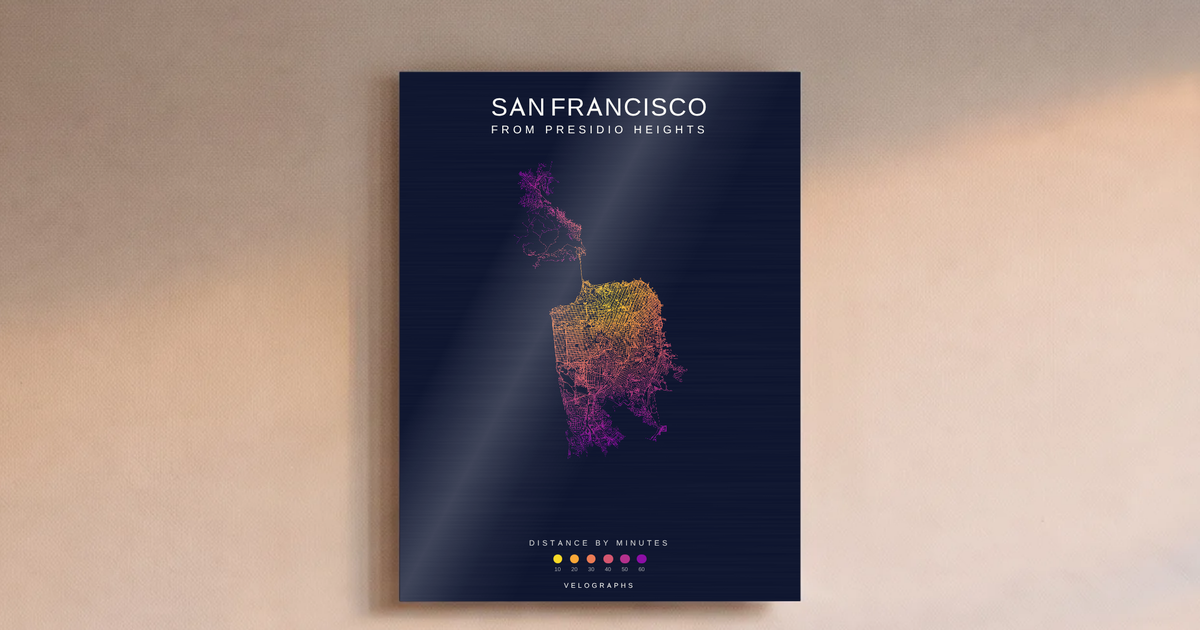 SAN FRANCISCO
FROM PRESIDIO HEIGHTS
DISTANCE BY MINUTES
10 20 30 40 50 60
VELOGRAPHS